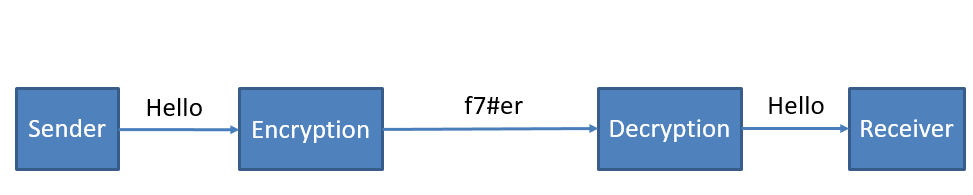 Sender
Hello
Encryption
f7#er
Decryption
Hello
Receiver